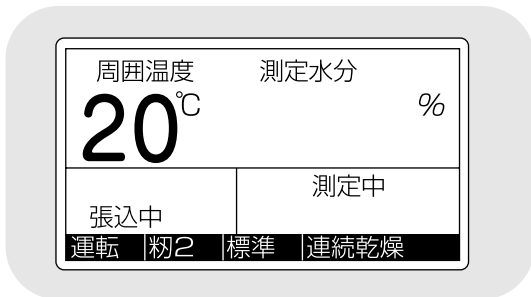 周囲温度 測定水分
20℃ %
測定中
張込中
運転 籾2 標準 連続乾燥